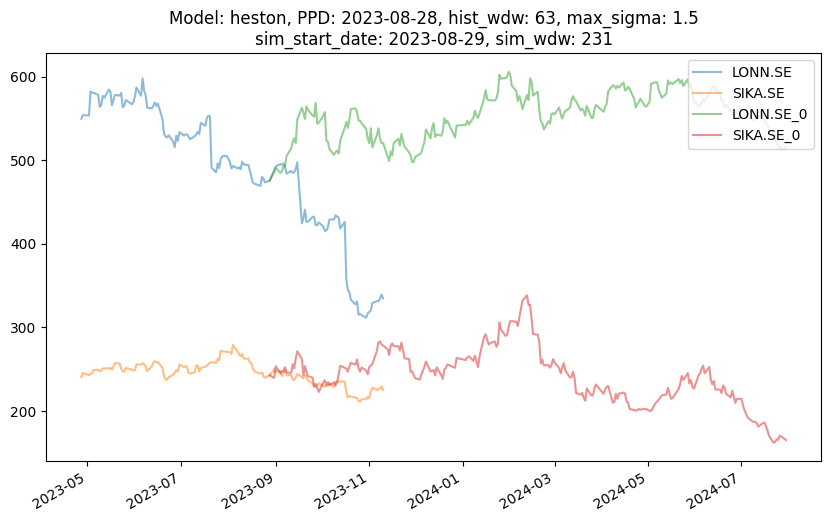 Model: heston, PPD: 2023-08-28, hist_wdw: 63, max_sigma: 1.5
sim_start_date: 2023-08-29, sim_wdw: 231
LONN.SE
SIKA.SE
LONN.SE_0
SIKA.SE_0
600
500
400
300
200
2023-05
2023-07
2023-09
2023-11
2024-01
2024-03
2024-05
2024-07